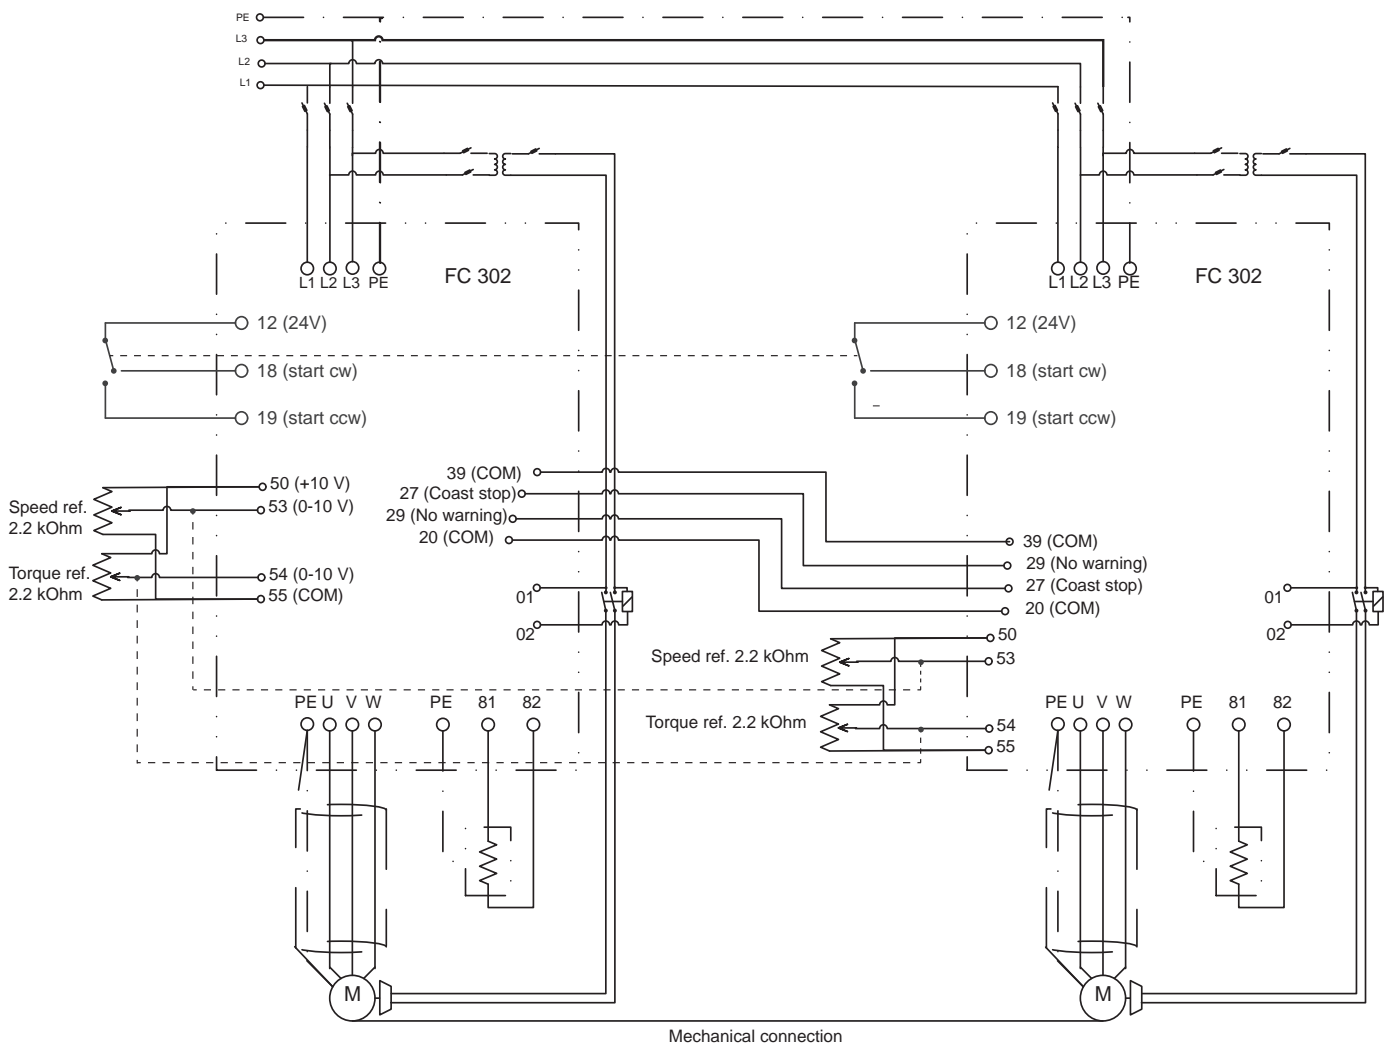 PE
L3
L2
L1
L1 L2 L3 PE
FC 302
L1 L2 L3 PE
FC 302
12 (24V)
18 (start cw)
19 (start ccw)
12 (24V)
18 (start cw)
19 (start ccw)
Speed ref.
2.2 kOhm
Torque ref.
2.2 kOhm
50 (+10 V)
53 (0-10 V)
54 (0-10 V)
55 (COM)
39 (COM)
27 (Coast stop)
29 (No warning)
20 (COM)
39 (COM)
29 (No warning)
27 (Coast stop)
20 (COM)
01
02
01
02
Speed ref. 2.2 kOhm
Torque ref. 2.2 kOhm
50
53
54
55
PE U V W
PE 81 82
PE U V W
PE 81 82
M
M
Mechanical connection